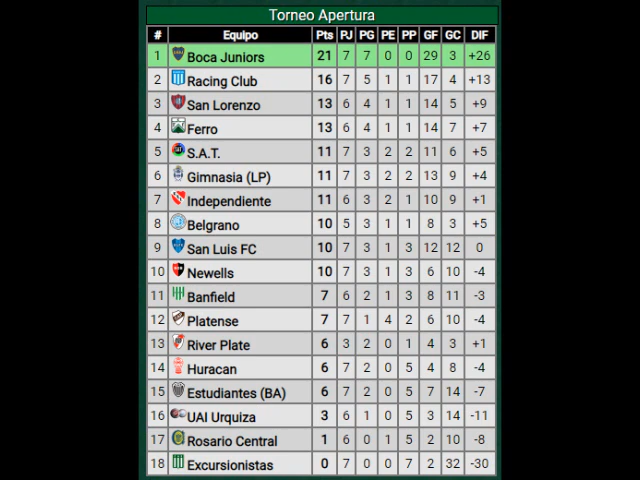 Torneo Apertura
# Equipo Pts PJ PG PE PP GF GC DIF
1 Boca Juniors 21 7 7 0 0 29 3 +26
2 Racing Club 16 7 5 1 1 17 4 +13
3 San Lorenzo 13 6 4 1 1 14 5 +9
4 Ferro 13 6 4 1 1 14 7 +7
5 S.A.T. 11 7 3 2 2 11 6 +5
6 Gimnasia (LP) 11 7 3 2 2 13 9 +4
7 Independiente 11 6 3 2 1 10 9 +1
8 Belgrano 10 5 3 1 1 8 3 +5
9 San Luis FC 10 7 3 1 3 12 12 0
10 Newells 10 7 3 1 3 6 10 -4
11 Banfield 7 6 2 1 3 8 11 -3
12 Platense 7 7 1 4 2 6 10 -4
13 River Plate 6 3 2 0 1 4 3 +1
14 Huracan 6 7 2 0 5 4 8 -4
15 Estudiantes (BA) 6 7 2 0 5 7 14 -7
16 UAI Urquiza 3 6 1 0 5 3 14 -11
17 Rosario Central 1 6 0 1 5 2 10 -8
18 Excursionistas 0 7 0 0 7 2 32 -30